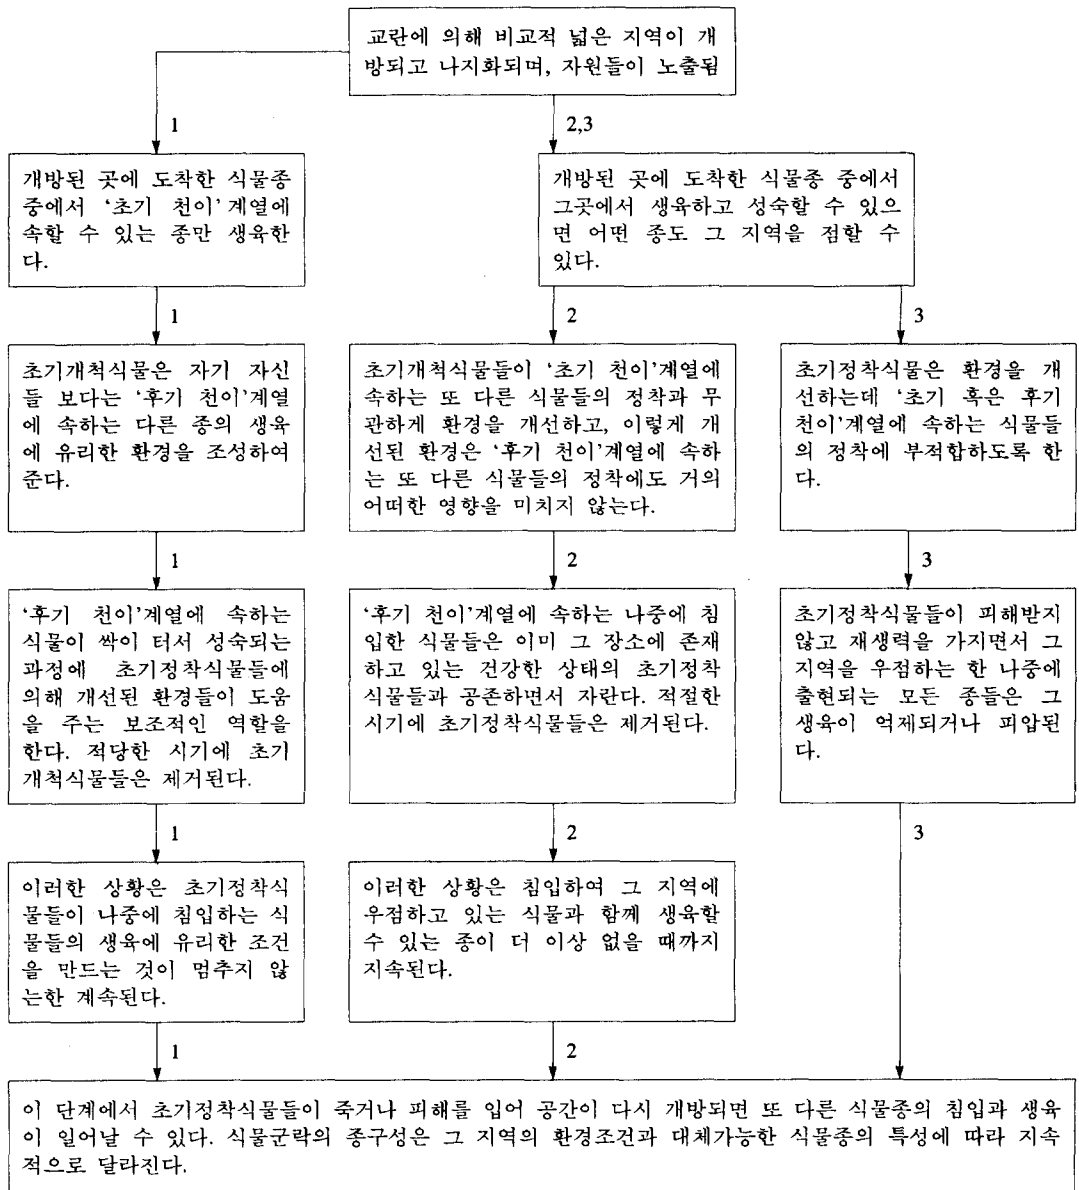 교란에 의해 비교적 넓은 지역이 개
방되고 나지화되며, 자원들이 노출됨
1
2,3
개방된 곳에 도착한 식물종
중에서 ‘초기 천이’계열에
속할 수 있는 종만 생육한
다.
개방된 곳에 도착한 식물종 중에서
그곳에서 생육하고 성숙할 수 있으
면 어떤 종도 그 지역을 점할 수
있다.
1
2
3
초기개척식물은 자기 자신
들 보다는 ‘후기 천이’계열
에 속하는 다른 종의 생육
에 유리한 환경을 조성하여
준다.
초기개척식물들이 ‘초기 천이’계열에
속하는 또 다른 식물들의 정착과 무
관하게 환경을 개선하고, 이렇게 개
선된 환경은 ‘후기 천이’계열에 속하
는 또 다른 식물들의 정착에도 거의
어떠한 영향을 미치지 않는다.
초기정착식물은 환경을 개
선하는데 ‘초기 혹은 후기
천이’계열에 속하는 식물들
의 정착에 부적합하도록 한
다.
1
2
3
‘후기 천이’계열에 속하는
식물이 싹이 터서 성숙되는
과정에 초기정착식물들에
의해 개선된 환경들이 도움
을 주는 보조적인 역할을
한다. 적당한 시기에 초기
개척식물들은 제거된다.
‘후기 천이’계열에 속하는 나중에 침
입한 식물들은 이미 그 장소에 존재
하고 있는 건강한 상태의 초기정착
식물들과 공존하면서 자란다. 적절한
시기에 초기정착식물들은 제거된다.
초기정착식물들이 피해받지
않고 재생력을 가지면서 그
지역을 우점하는 한 나중에
출현되는 모든 종들은 그
생육이 억제되거나 피압된
다.
1
2
3
이러한 상황은 초기정착식
물들이 나중에 침입하는 식
물들의 생육에 유리한 조건
을 만드는 것이 멈추지 않
는한 계속된다.
이러한 상황은 침입하여 그 지역에
우점하고 있는 식물과 함께 생육할
수 있는 종이 더 이상 없을 때까지
지속된다.
1
2
이 단계에서 초기정착식물들이 죽거나 피해를 입어 공간이 다시 개방되면 또 다른 식물종의 침입과 생육
이 일어날 수 있다. 식물군락의 종구성은 그 지역의 환경조건과 대체가능한 식물종의 특성에 따라 지속
적으로 달라진다.